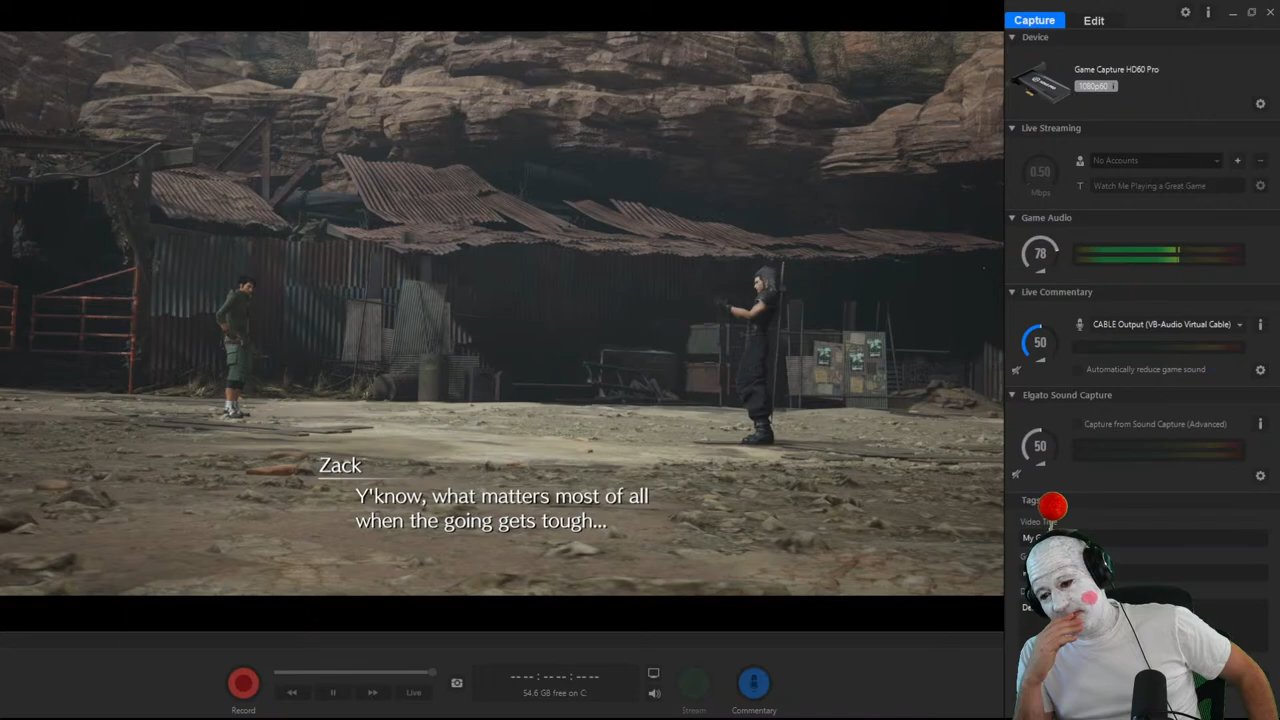 Capture
Edit
Device
Game Capture HD60 Pro
1080p60
Live Streaming
0.50
Mbps
No Accounts
Watch Me Playing a Great Game
Game Audio
78
Live Commentary
50
CABLE Output (VB-Audio Virtual Cable)
Automatically reduce game sound
Elgato Sound Capture
50
Capture from Sound Capture (Advanced)
Zack
Y'know, what matters most of all
when the going gets tough...
Record
Live
54.6 GB free on C:
Stream
Commentary